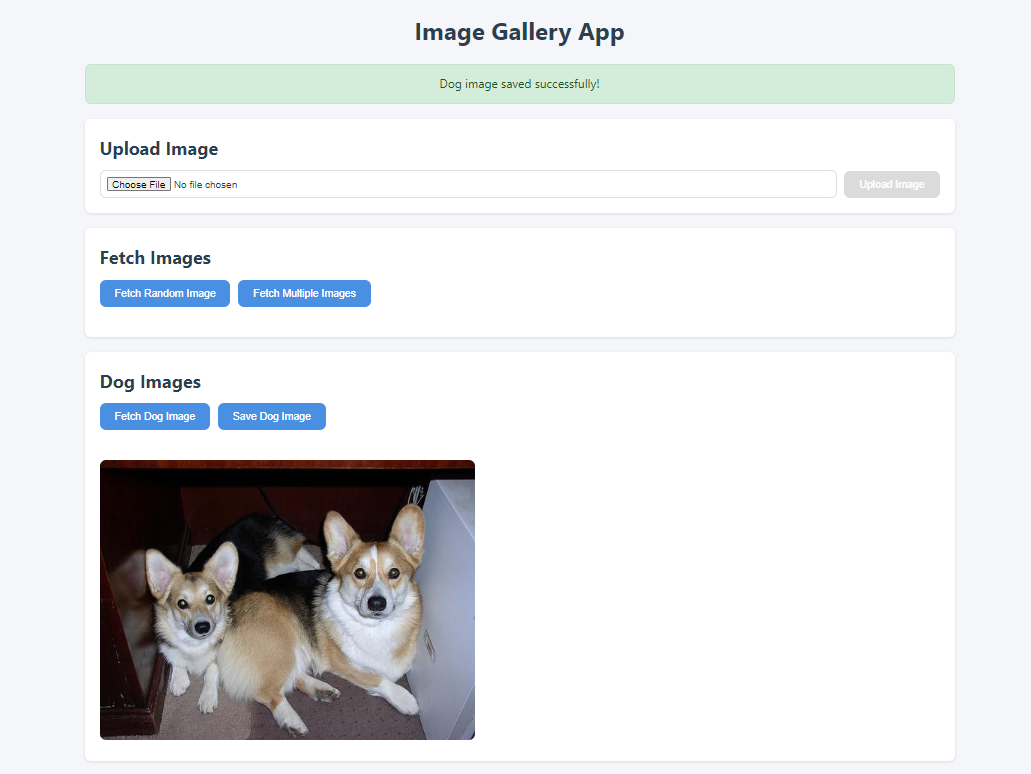 Image Gallery App
Dog image saved successfully!
Upload Image
Choose File No file chosen
Upload Image
Fetch Images
Fetch Random Image
Fetch Multiple Images
Dog Images
Fetch Dog Image
Save Dog Image